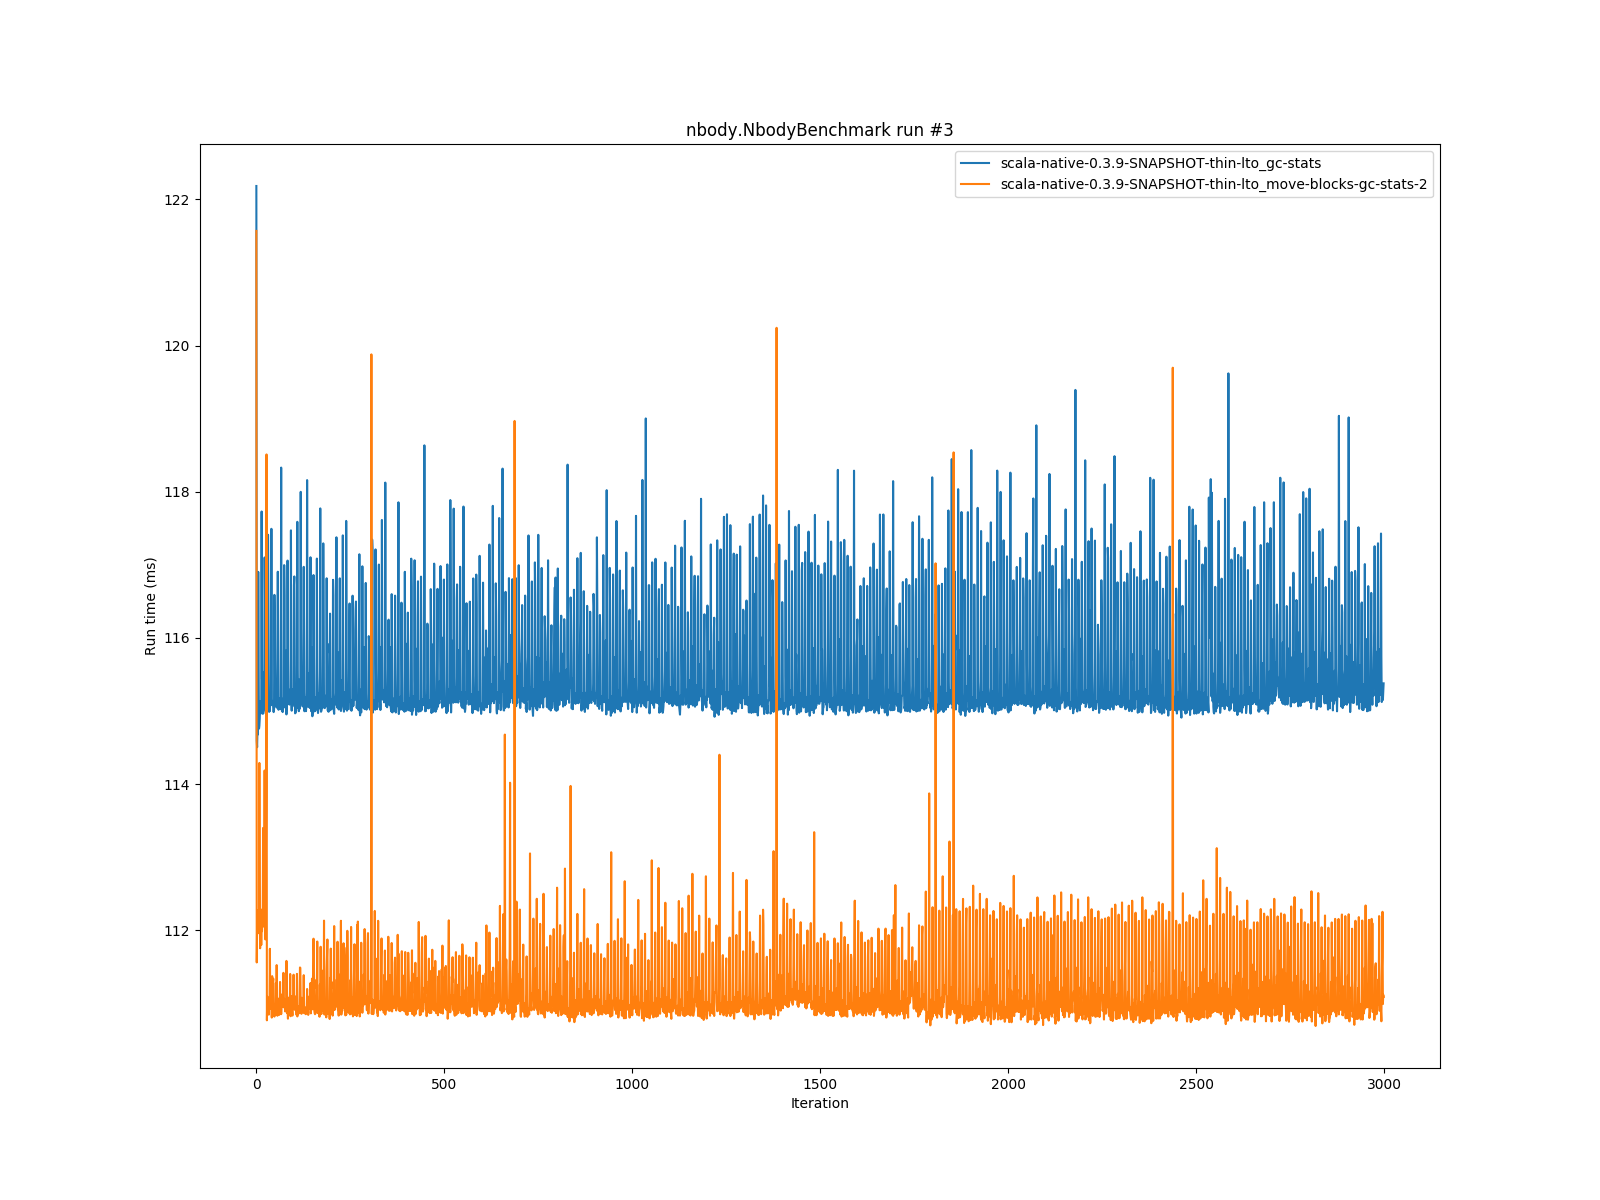 nbody.NbodyBenchmark run #3
scala-native-0.3.9-SNAPSHOT-thin-lto_gc-stats
scala-native-0.3.9-SNAPSHOT-thin-lto_move-blocks-gc-stats-2
122
120
118
116
114
112
Run time (ms)
0 500 1000 1500 2000 2500 3000
Iteration